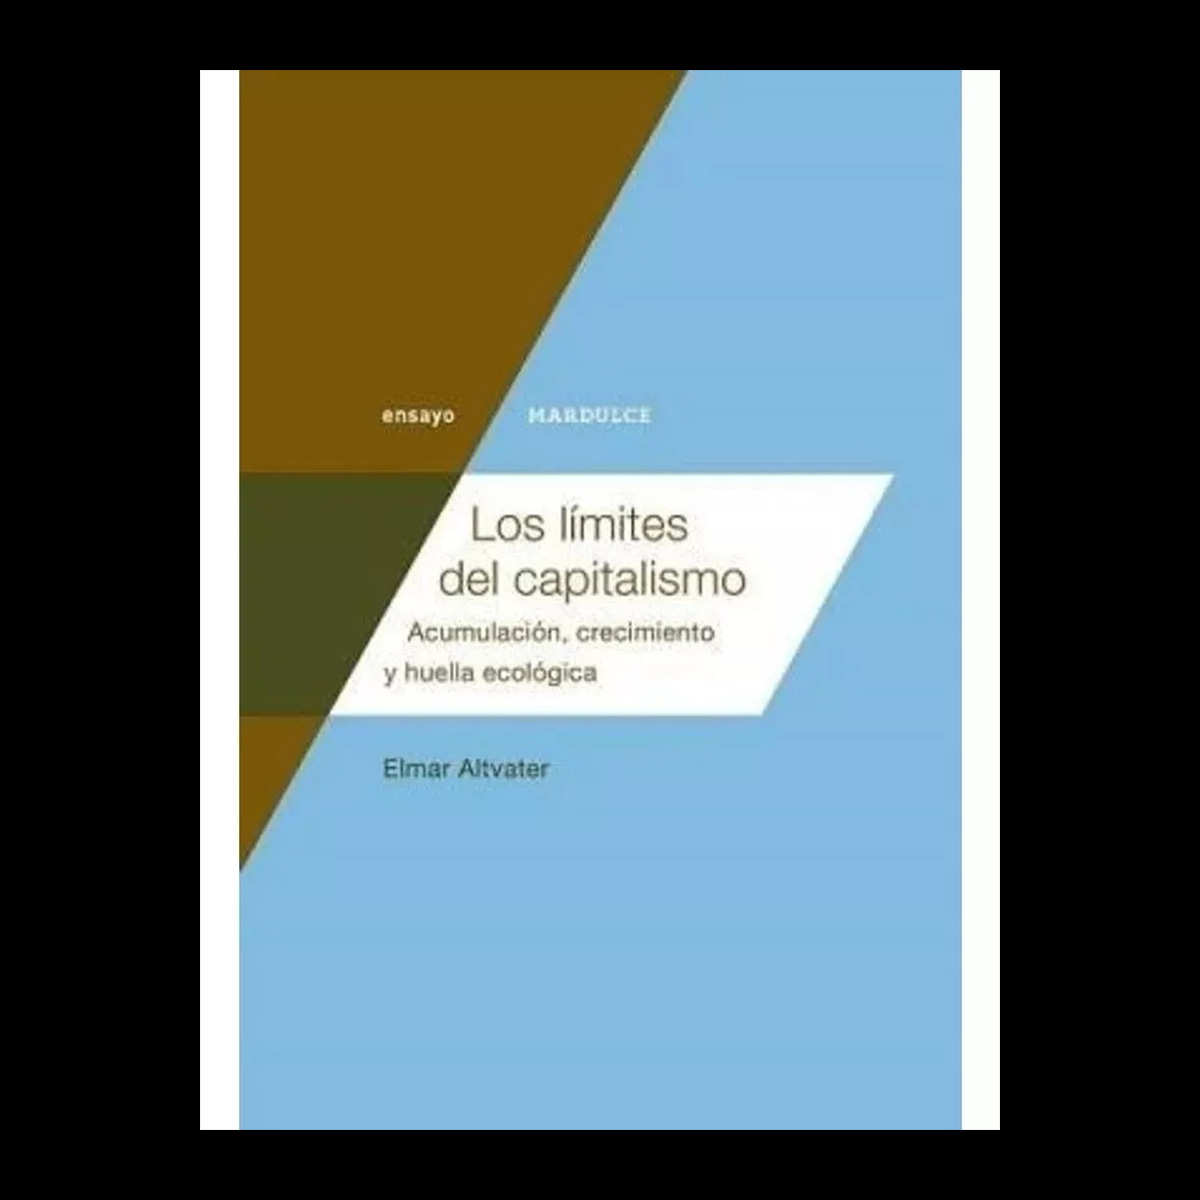 ensayo MARDULCE
Los límites
del capitalismo
Acumulación, crecimiento
y huella ecológica
Elmar Altvater